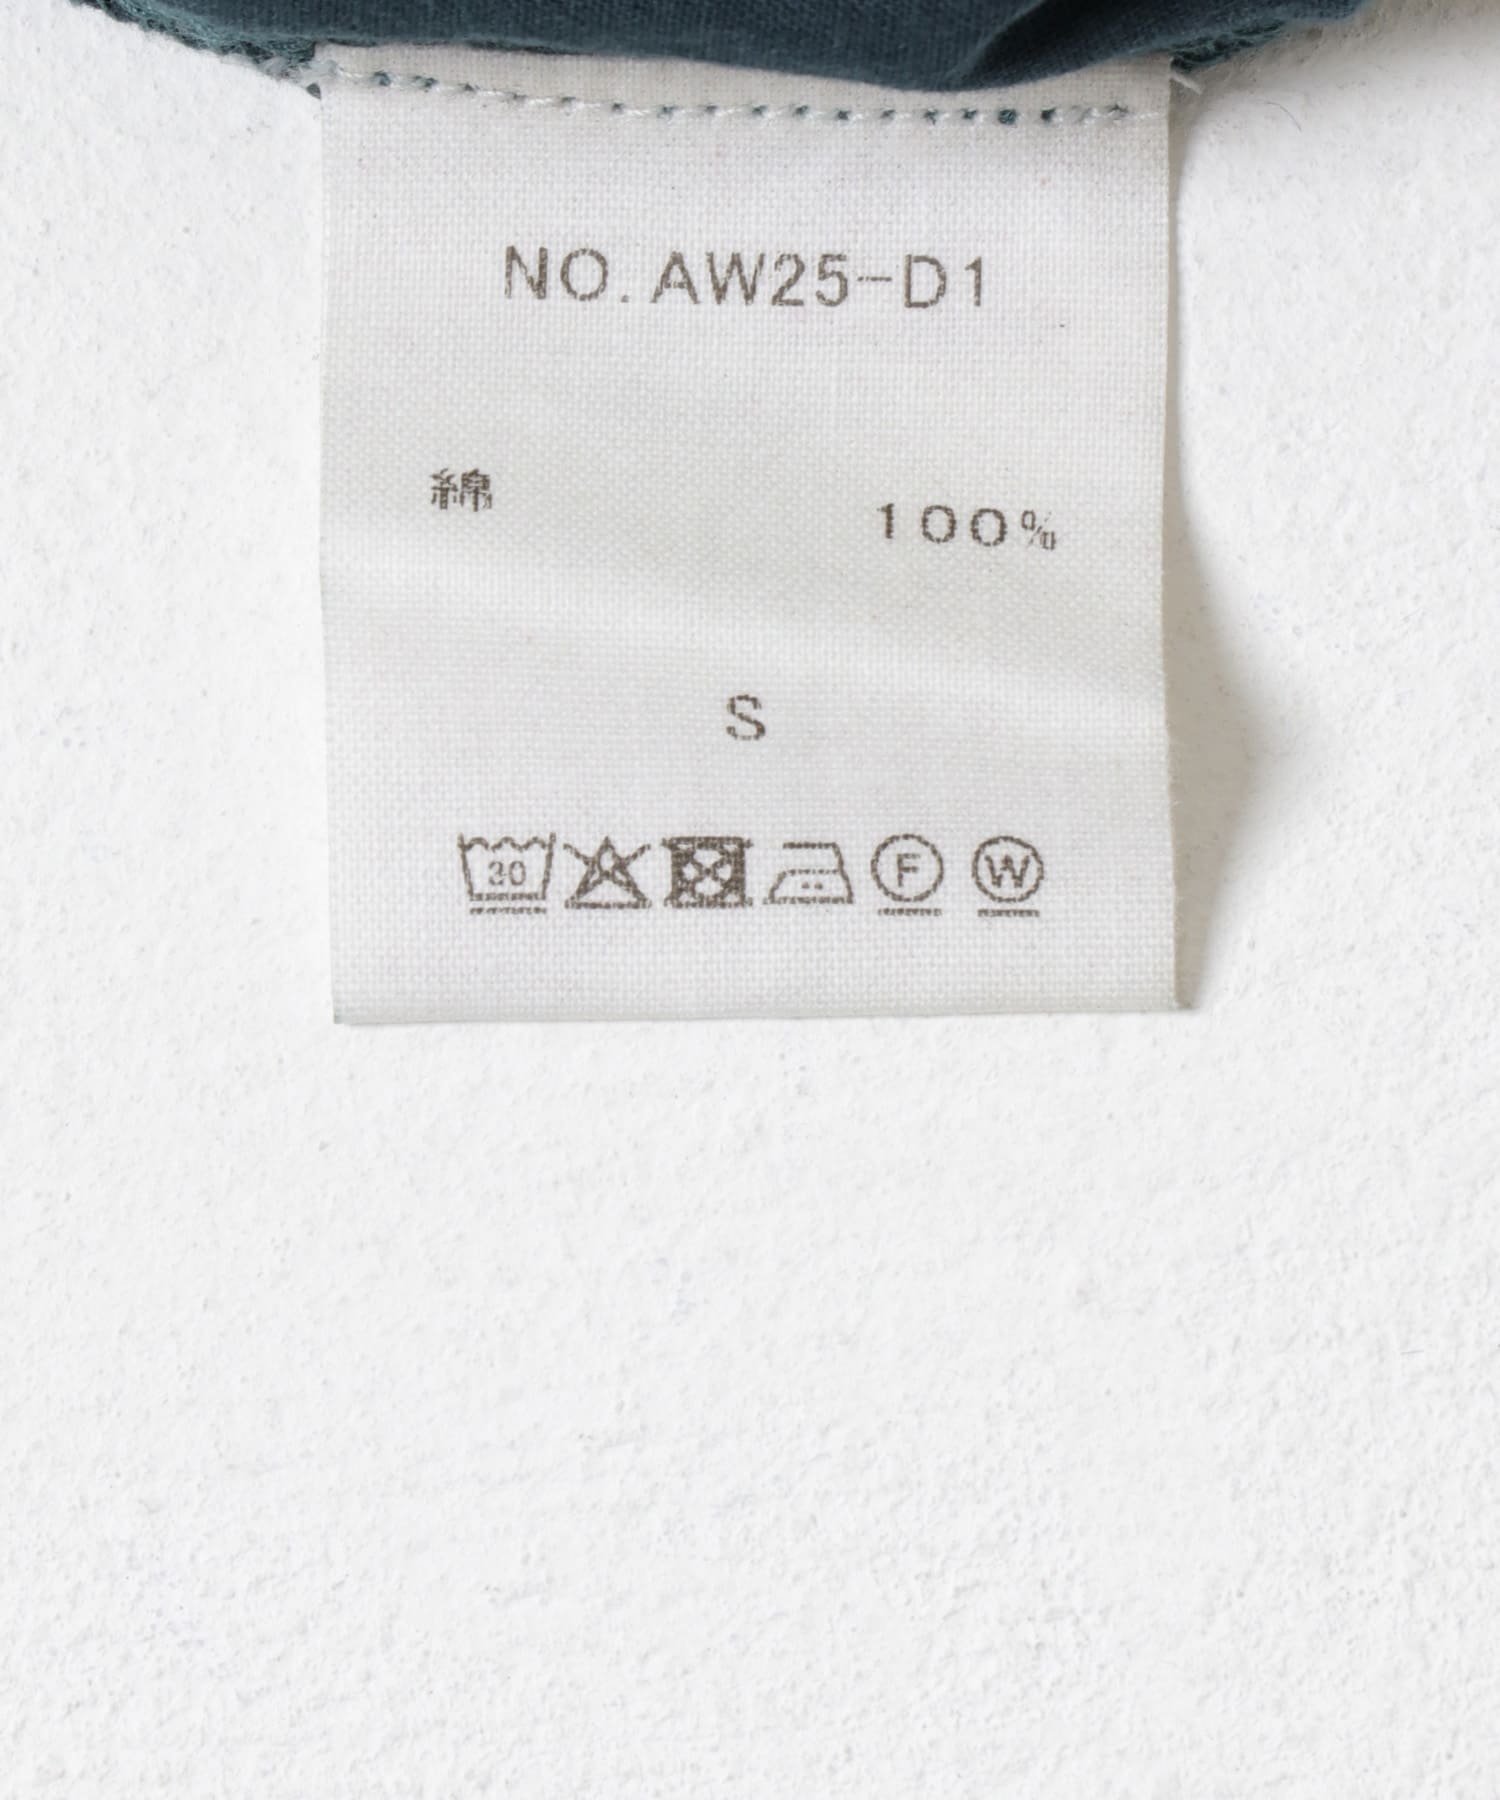 NO. AW25-D1
綿 100%
S
30
F W